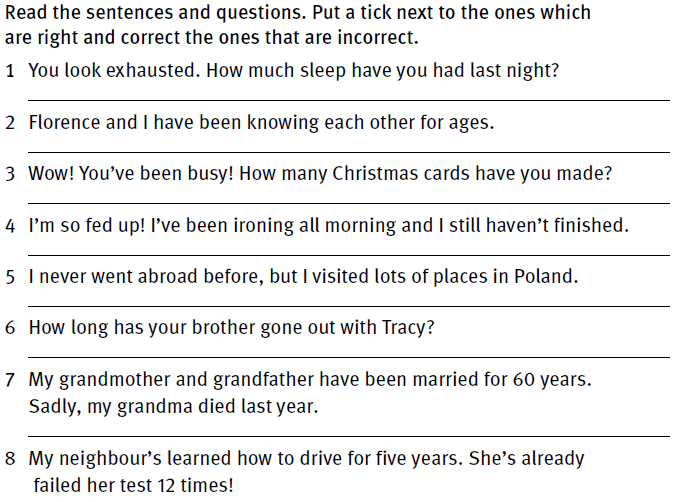 Read the sentences and questions. Put a tick next to the ones which
are right and correct the ones that are incorrect.
1 You look exhausted. How much sleep have you had last night?
2 Florence and I have been knowing each other for ages.
3 Wow! You’ve been busy! How many Christmas cards have you made?
4 I’m so fed up! I’ve been ironing all morning and I still haven’t finished.
5 I never went abroad before, but I visited lots of places in Poland.
6 How long has your brother gone out with Tracy?
7 My grandmother and grandfather have been married for 60 years.
Sadly, my grandma died last year.
8 My neighbour’s learned how to drive for five years. She’s already
failed her test 12 times!